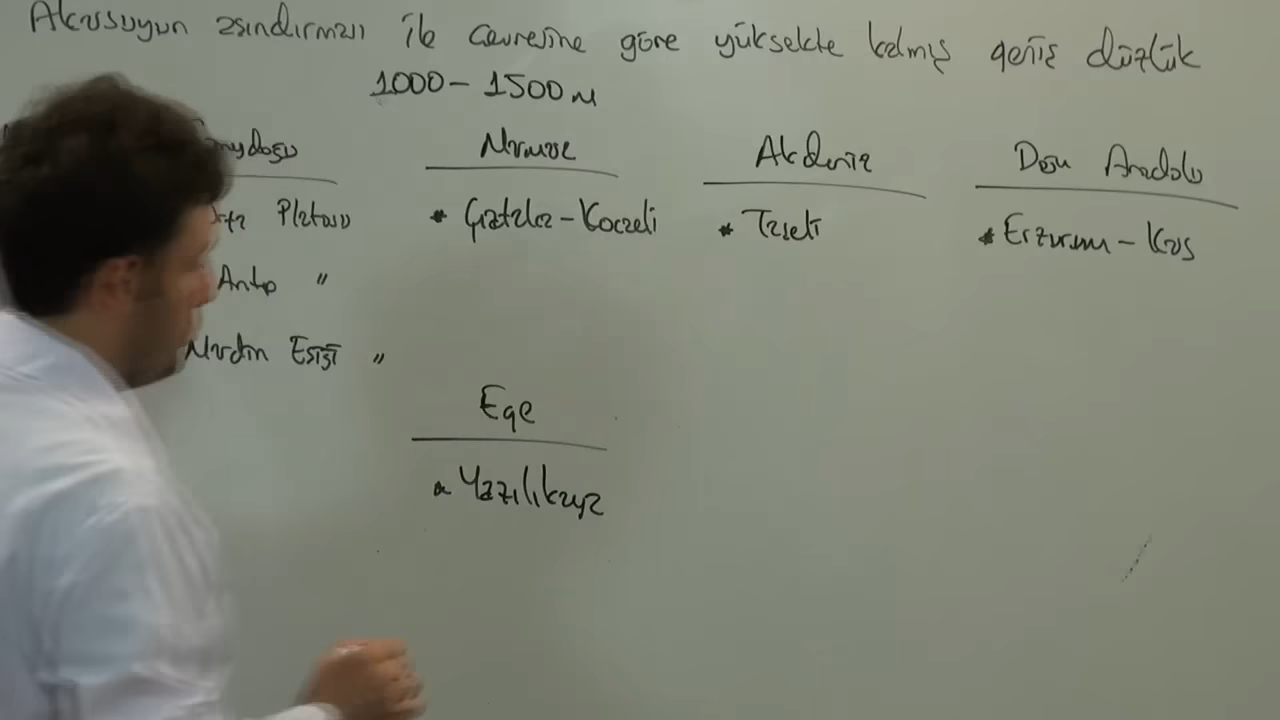 Akarsuyun aşındırması ile çevresine göre yüksekte kalmış geniş düzlük
1000 - 1500 m
Marmara
* Çatalca - Kocaeli
Akdeniz
* Taşeli
Doğu Anadolu
* Erzurum - Kars
Platosu
Antep "
Mardin Eşiği "
Ege
* Yazılıkaya